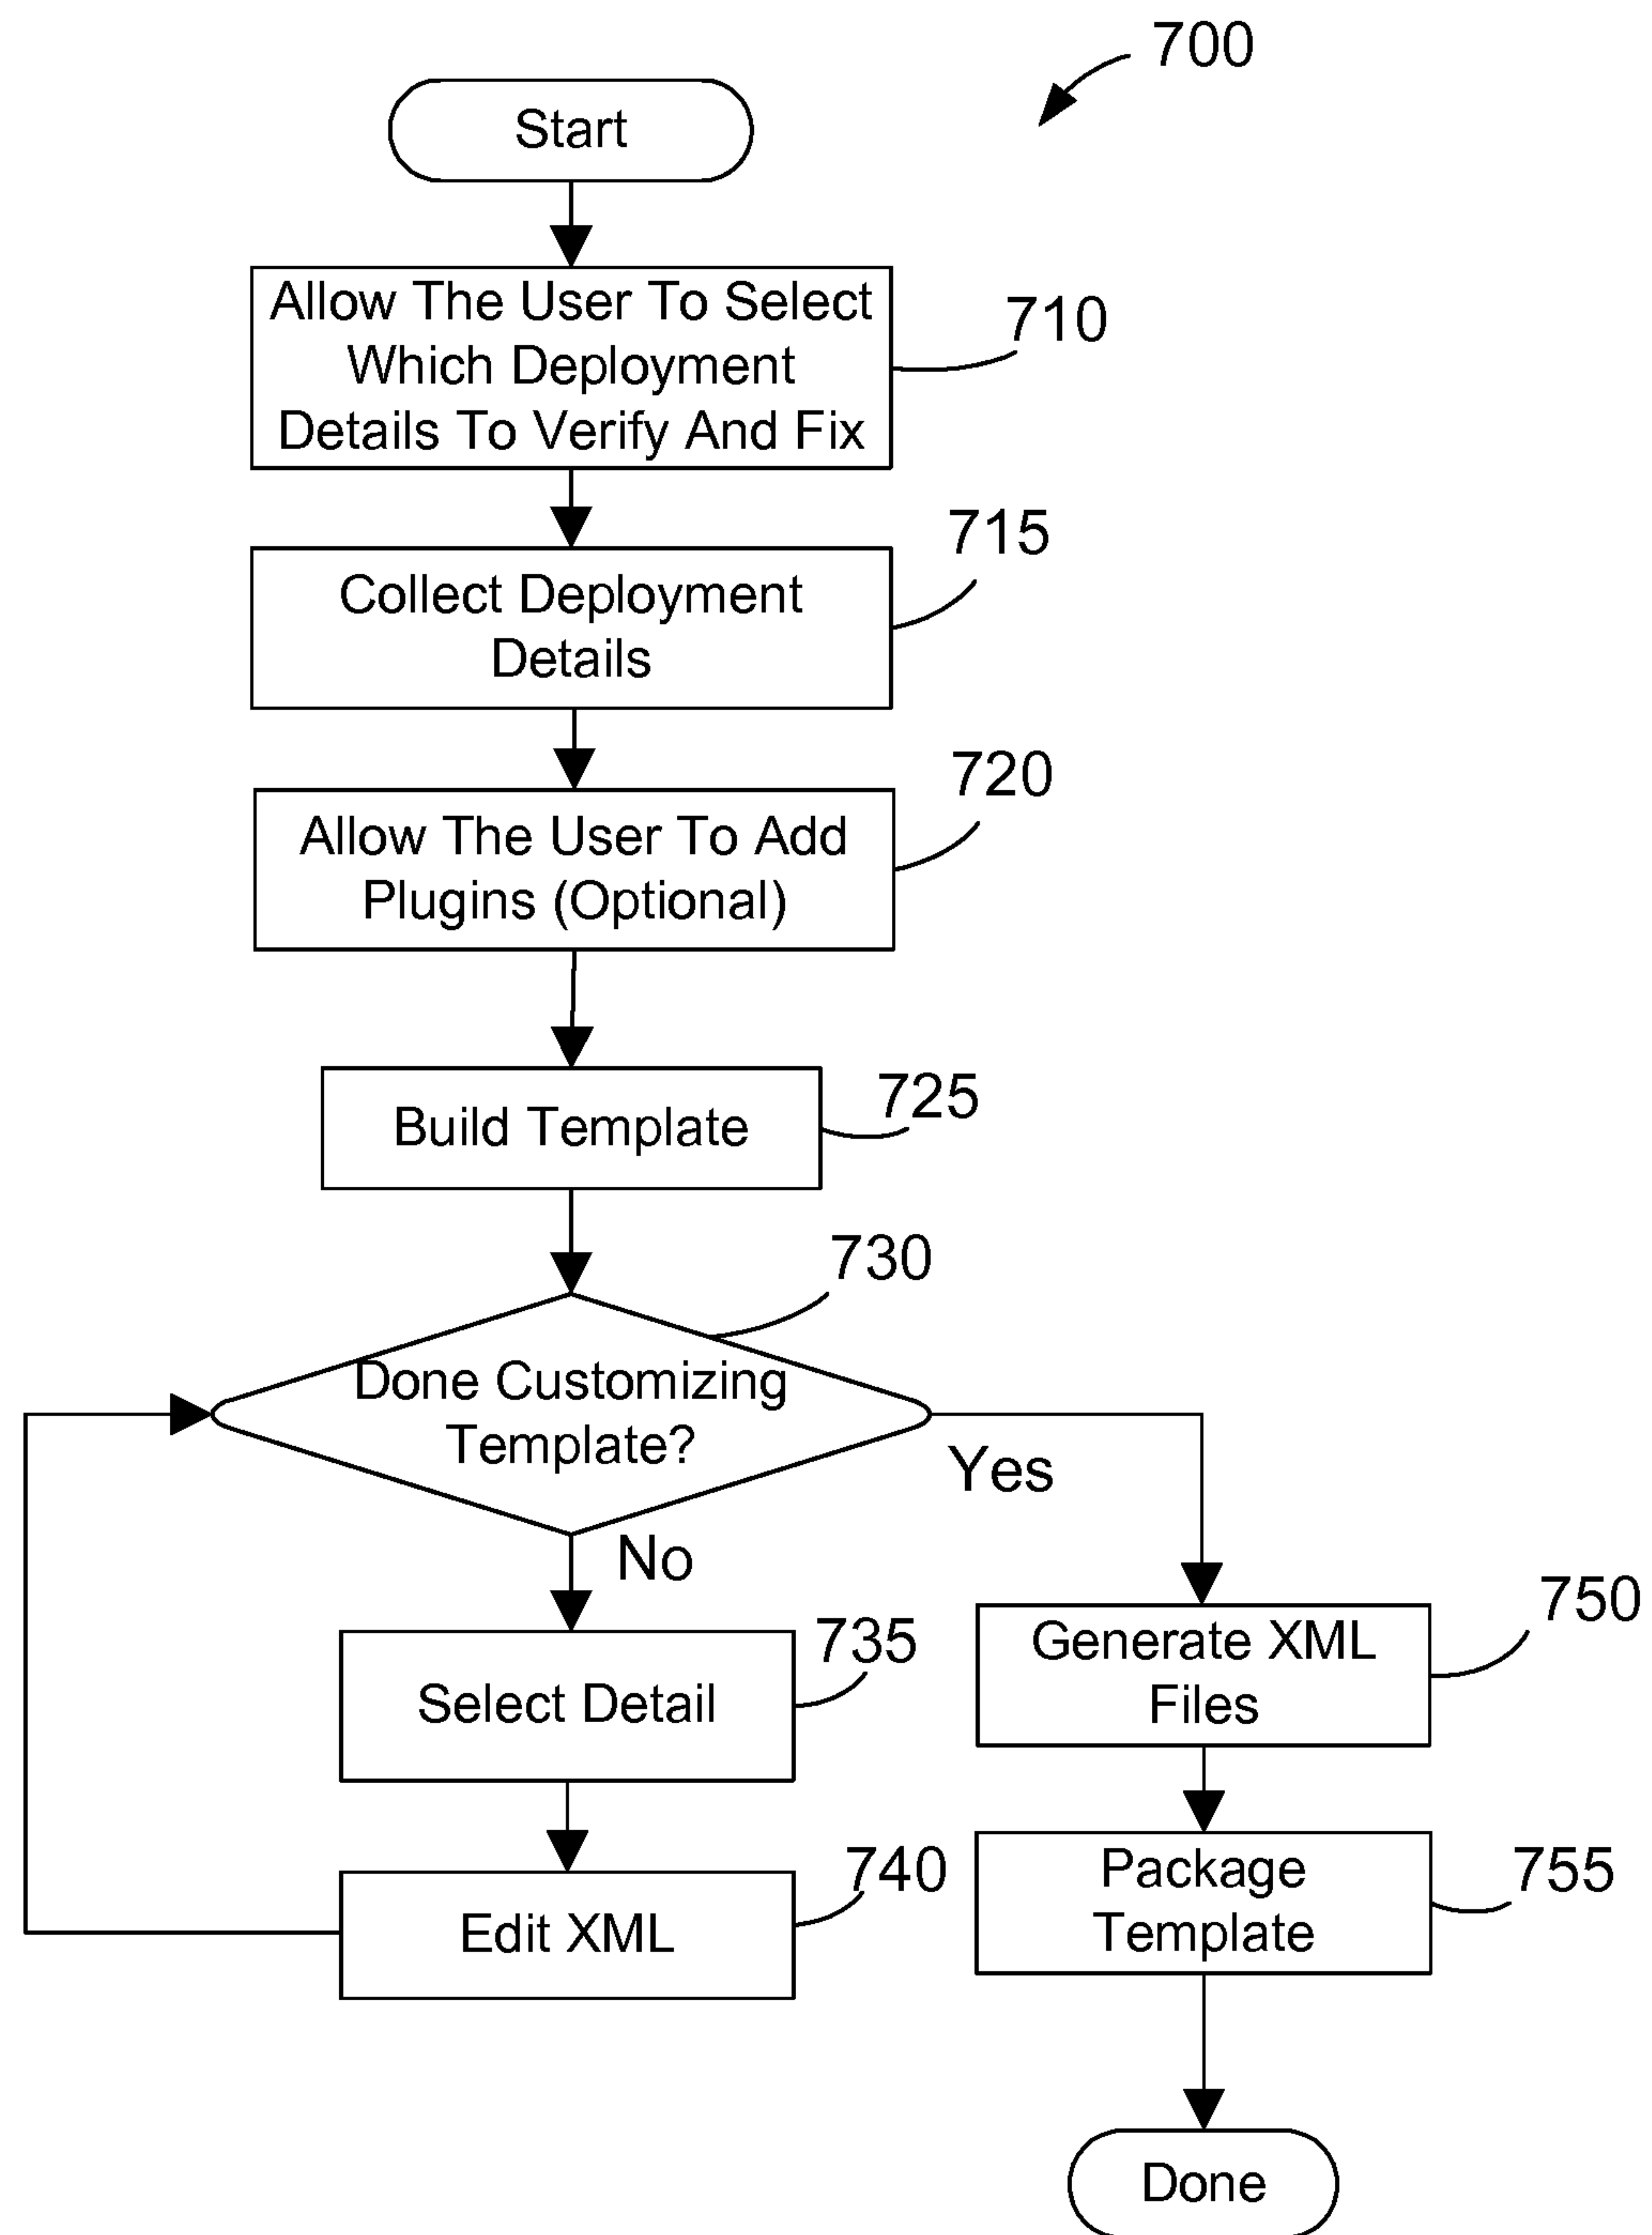 700
Start
Allow The User To Select
Which Deployment
Details To Verify And Fix
710
Collect Deployment
Details
715
Allow The User To Add
Plugins (Optional)
720
Build Template
725
730
Done Customizing
Template?
Yes
No
Select Detail
735
Edit XML
740
Generate XML
Files
750
Package
Template
755
Done